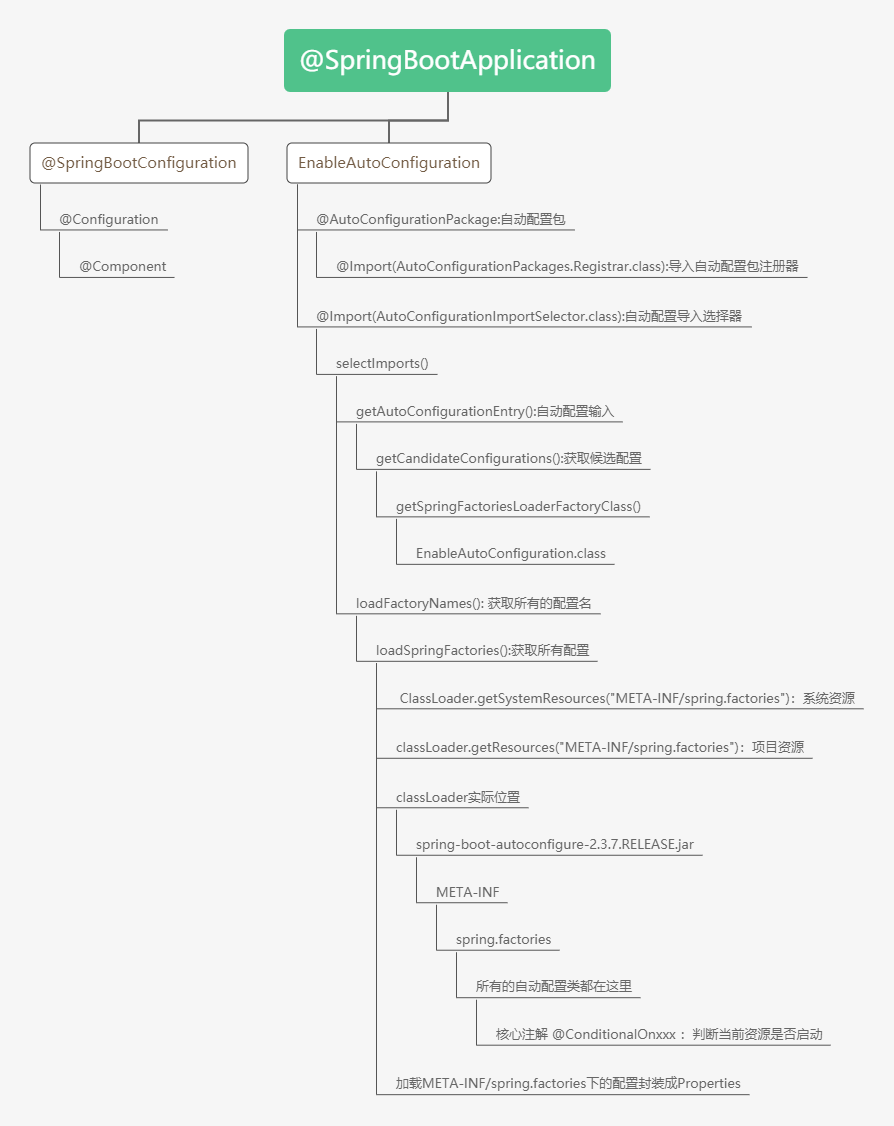 @SpringBootApplication
@SpringBootConfiguration
@Configuration
@Component
EnableAutoConfiguration
@AutoConfigurationPackage:自动配置包
@Import(AutoConfigurationPackages.Registrar.class):导入自动配置包注册器
@Import(AutoConfigurationImportSelector.class):自动配置导入选择器
selectImports()
getAutoConfigurationEntry():自动配置输入
getCandidateConfigurations():获取候选配置
getSpringFactoriesLoaderFactoryClass()
EnableAutoConfiguration.class
loadFactoryNames(): 获取所有的配置名
loadSpringFactories():获取所有配置
ClassLoader.getSystemResources("META-INF/spring.factories")：系统资源
classLoader.getResources("META-INF/spring.factories")：项目资源
classLoader实际位置
spring-boot-autoconfigure-2.3.7.RELEASE.jar
META-INF
spring.factories
所有的自动配置类都在这里
核心注解 @ConditionalOnxxx ：判断当前资源是否启动
加载META-INF/spring.factories下的配置封装成Properties